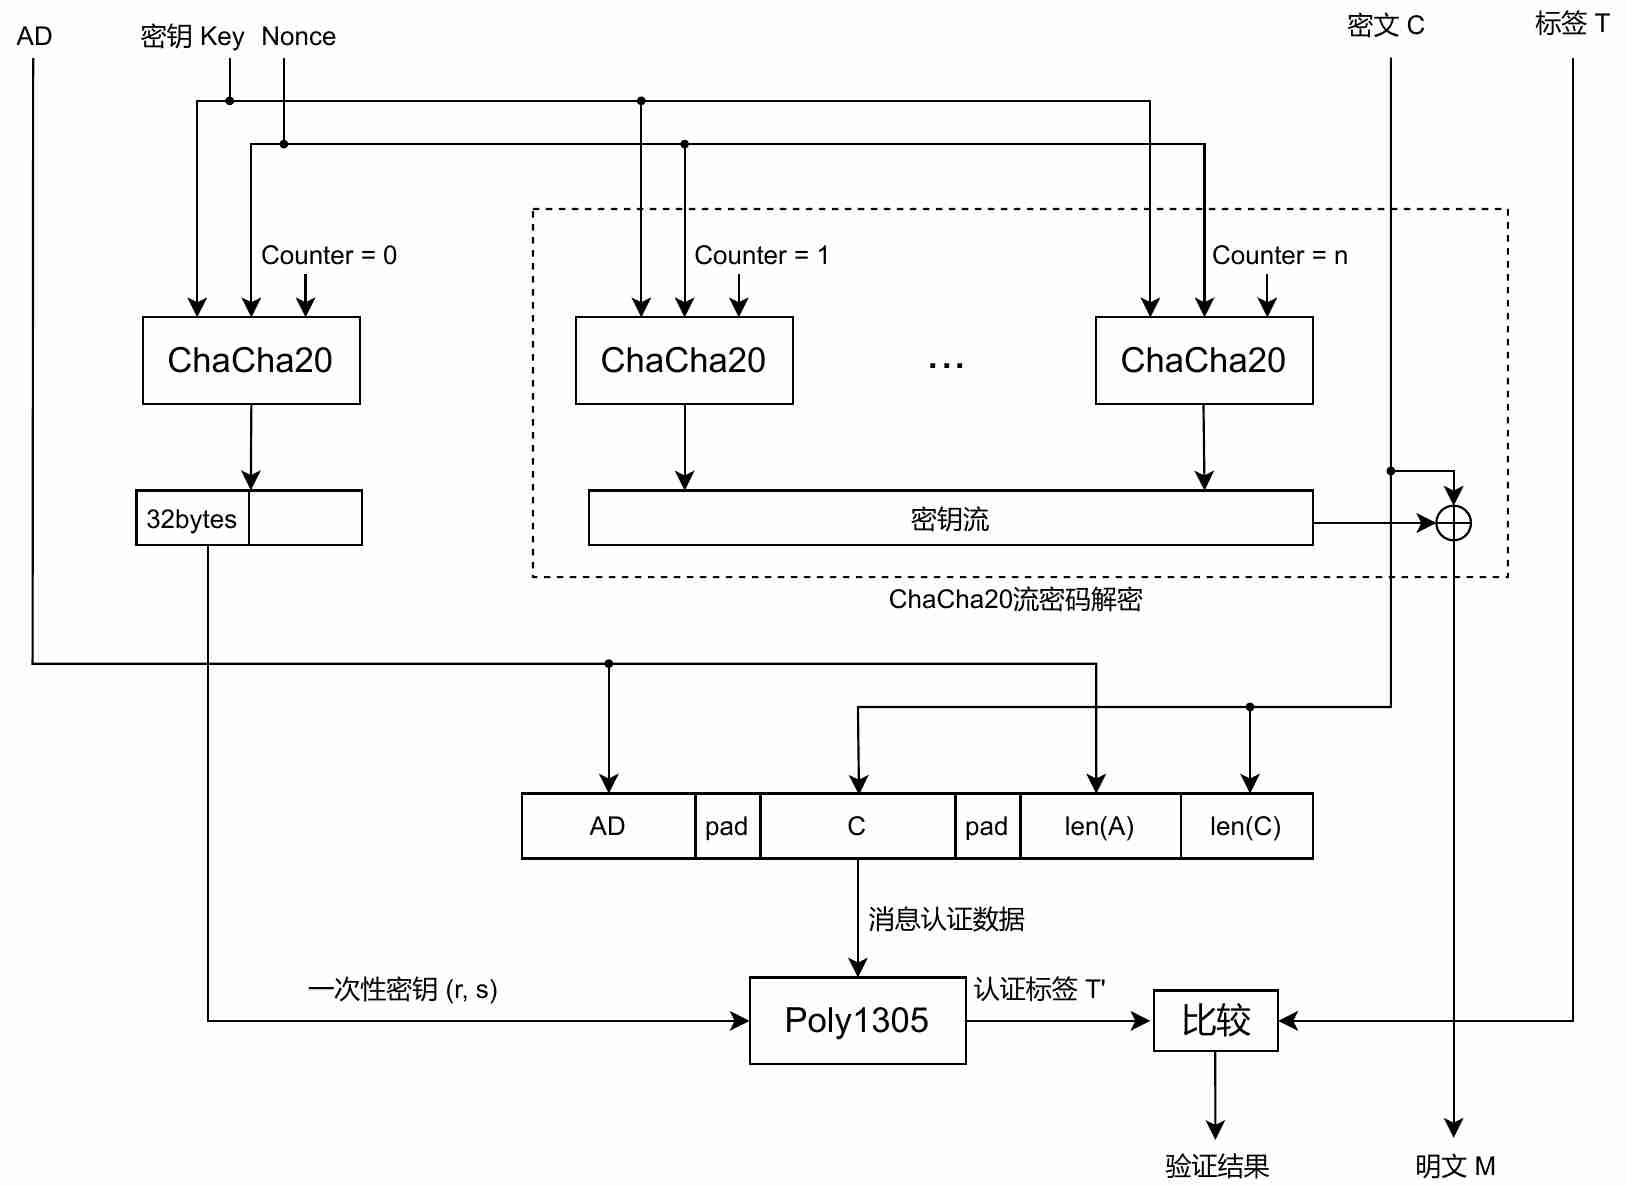 AD
密钥 Key
Nonce
密文 C
标签 T
Counter = 0
Counter = 1
Counter = n
ChaCha20
ChaCha20
...
ChaCha20
32bytes
密钥流
ChaCha20流密码解密
AD
pad
C
pad
len(A)
len(C)
消息认证数据
一次性密钥 (r, s)
Poly1305
认证标签 T'
比较
验证结果
明文 M